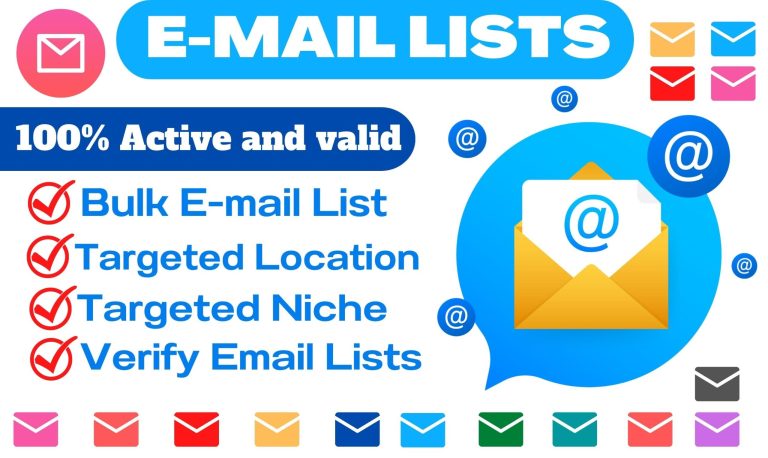 E-MAIL LISTS
100% Active and valid
Bulk E-mail List
Targeted Location
Targeted Niche
Verify Email Lists
@
@
@
@
@
@